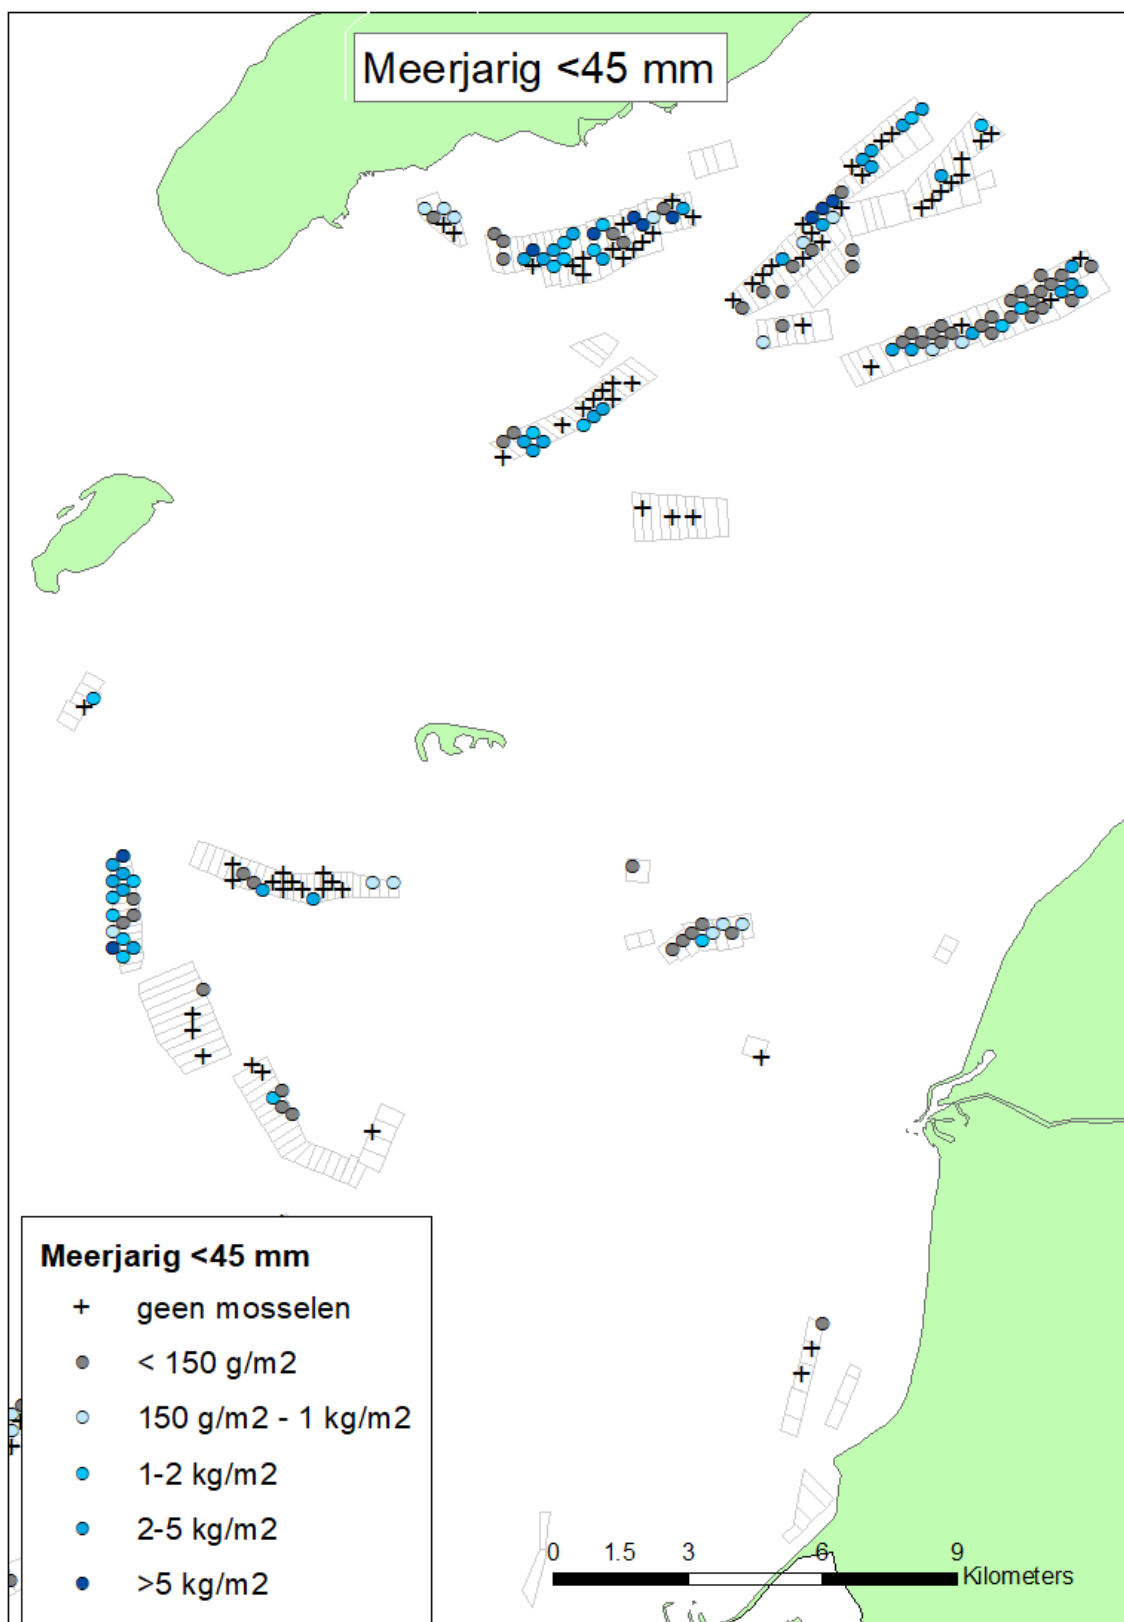 Meerjarig <45 mm
Meerjarig <45 mm
geen mosselen
< 150 g/m2
150 g/m2 - 1 kg/m2
1-2 kg/m2
2-5 kg/m2
>5 kg/m2
0 1.5 3 6 9
Kilometers